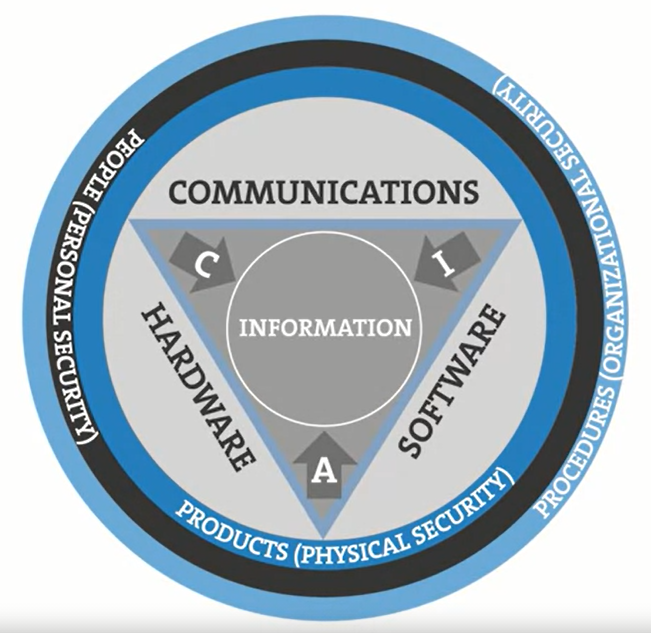 PROCEDURES (ORGANIZATIONAL SECURITY)
PEOPLE (PERSONAL SECURITY)
COMMUNICATIONS
C
I
INFORMATION
HARDWARE
SOFTWARE
A
PRODUCTS (PHYSICAL SECURITY)